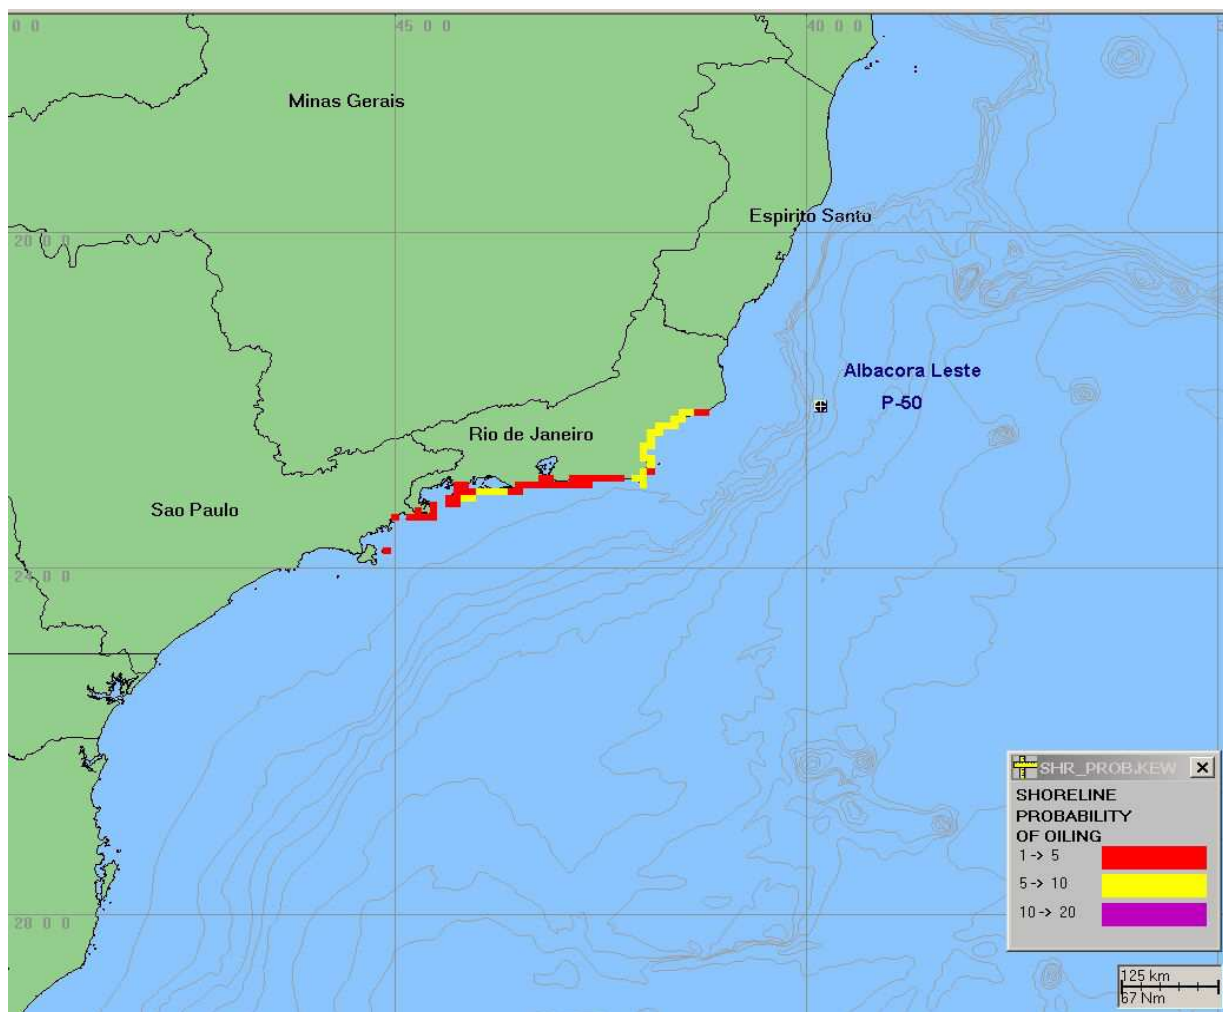 0 0
45 0 0
40 0 0
Minas Gerais
Espirito Santo
20 0 0
Albacora Leste
P-50
Rio de Janeiro
Sao Paulo
24 0 0
SHR_PROB.KEW
SHORELINE
PROBABILITY
OF OILING
1 -> 5
5 -> 10
10 -> 20
28 0 0
125 km
67 Nm